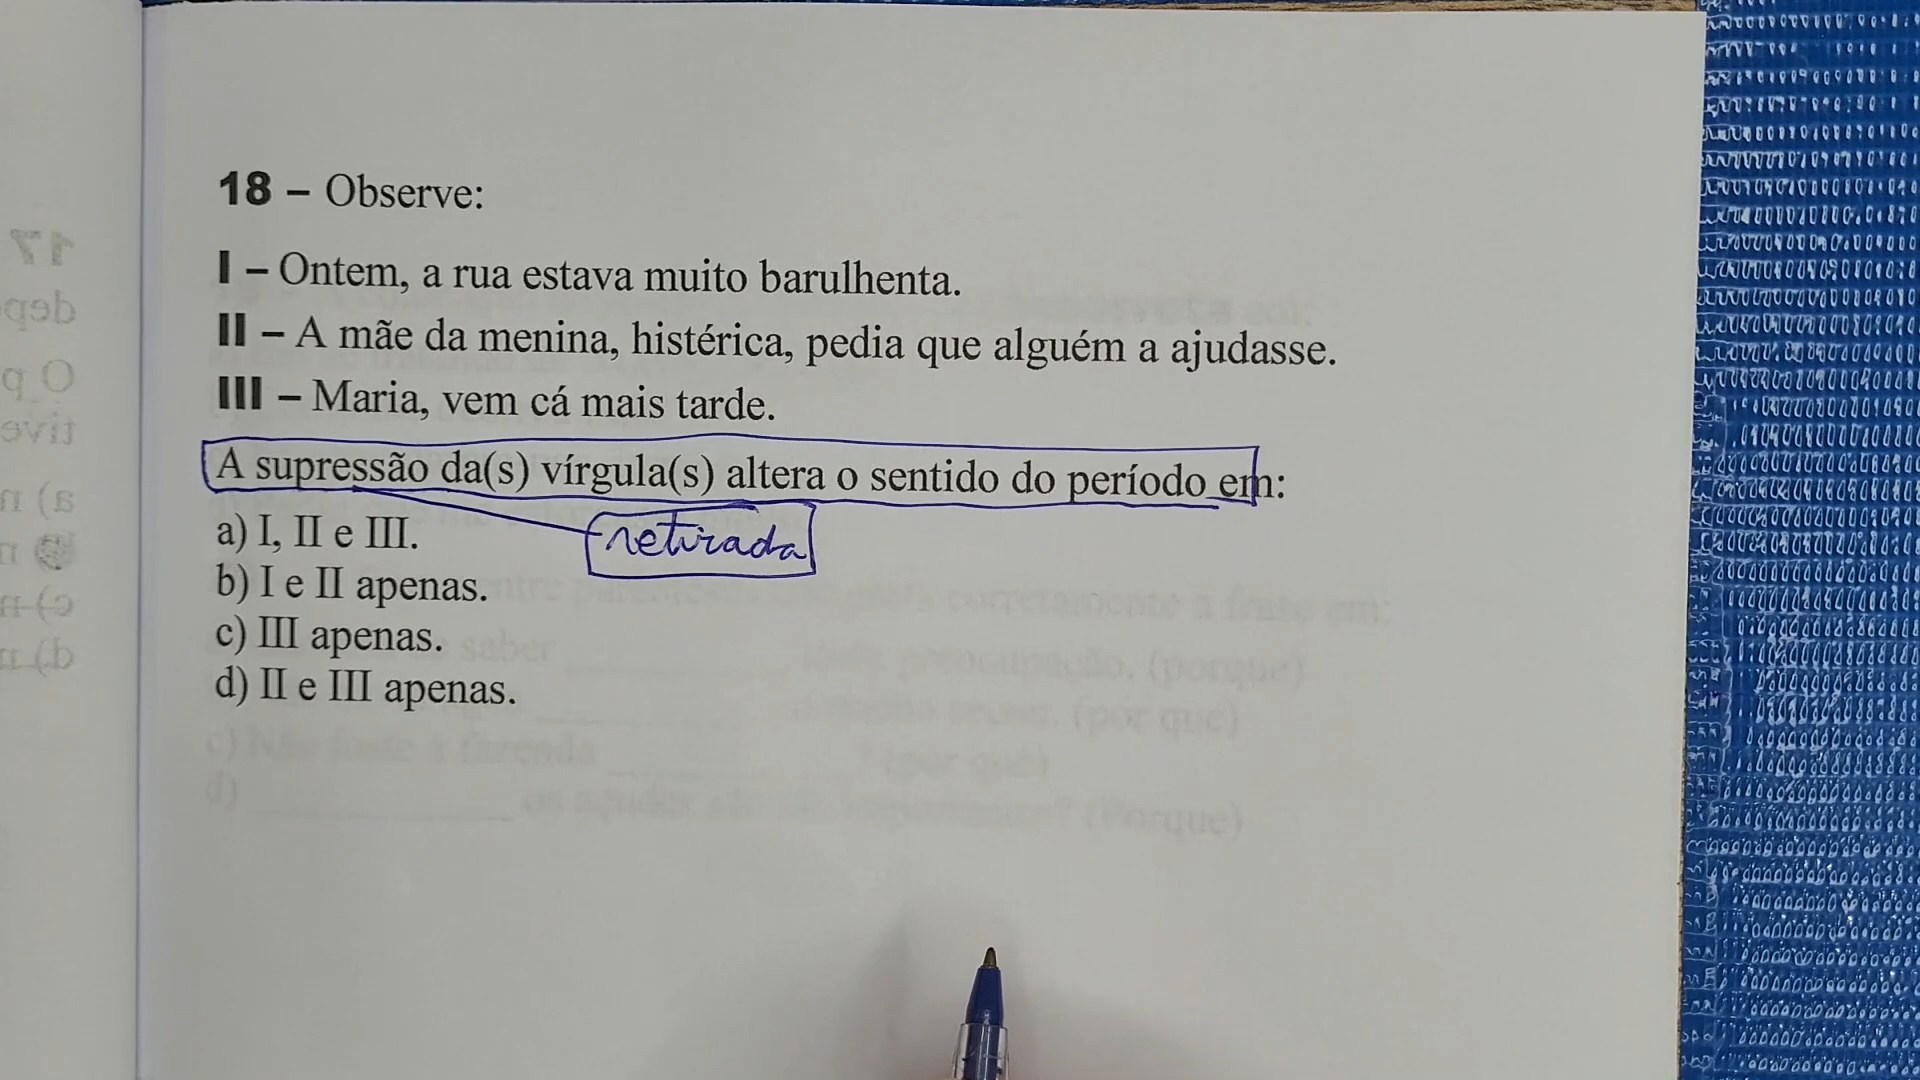 18 – Observe:
I – Ontem, a rua estava muito barulhenta.
II – A mãe da menina, histérica, pedia que alguém a ajudasse.
III – Maria, vem cá mais tarde.
A supressão da(s) vírgula(s) altera o sentido do período em:
retirada
a) I, II e III.
b) I e II apenas.
c) III apenas.
d) II e III apenas.